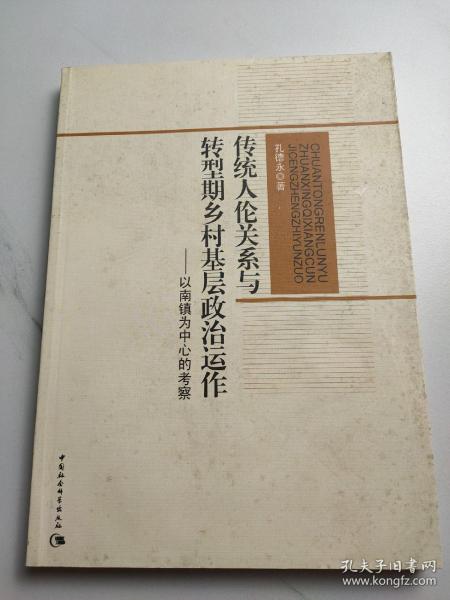 传统人伦关系与
转型期乡村基层政治运作
——以南镇为中心的考察
孔德永◎著
CHUANTONGRENLUNYU
ZHUANXINGQIXIANGCUN
JICENGZHENGZHIYUNZUO
中国社会科学出版社
孔夫子旧书网
www.kongfz.com